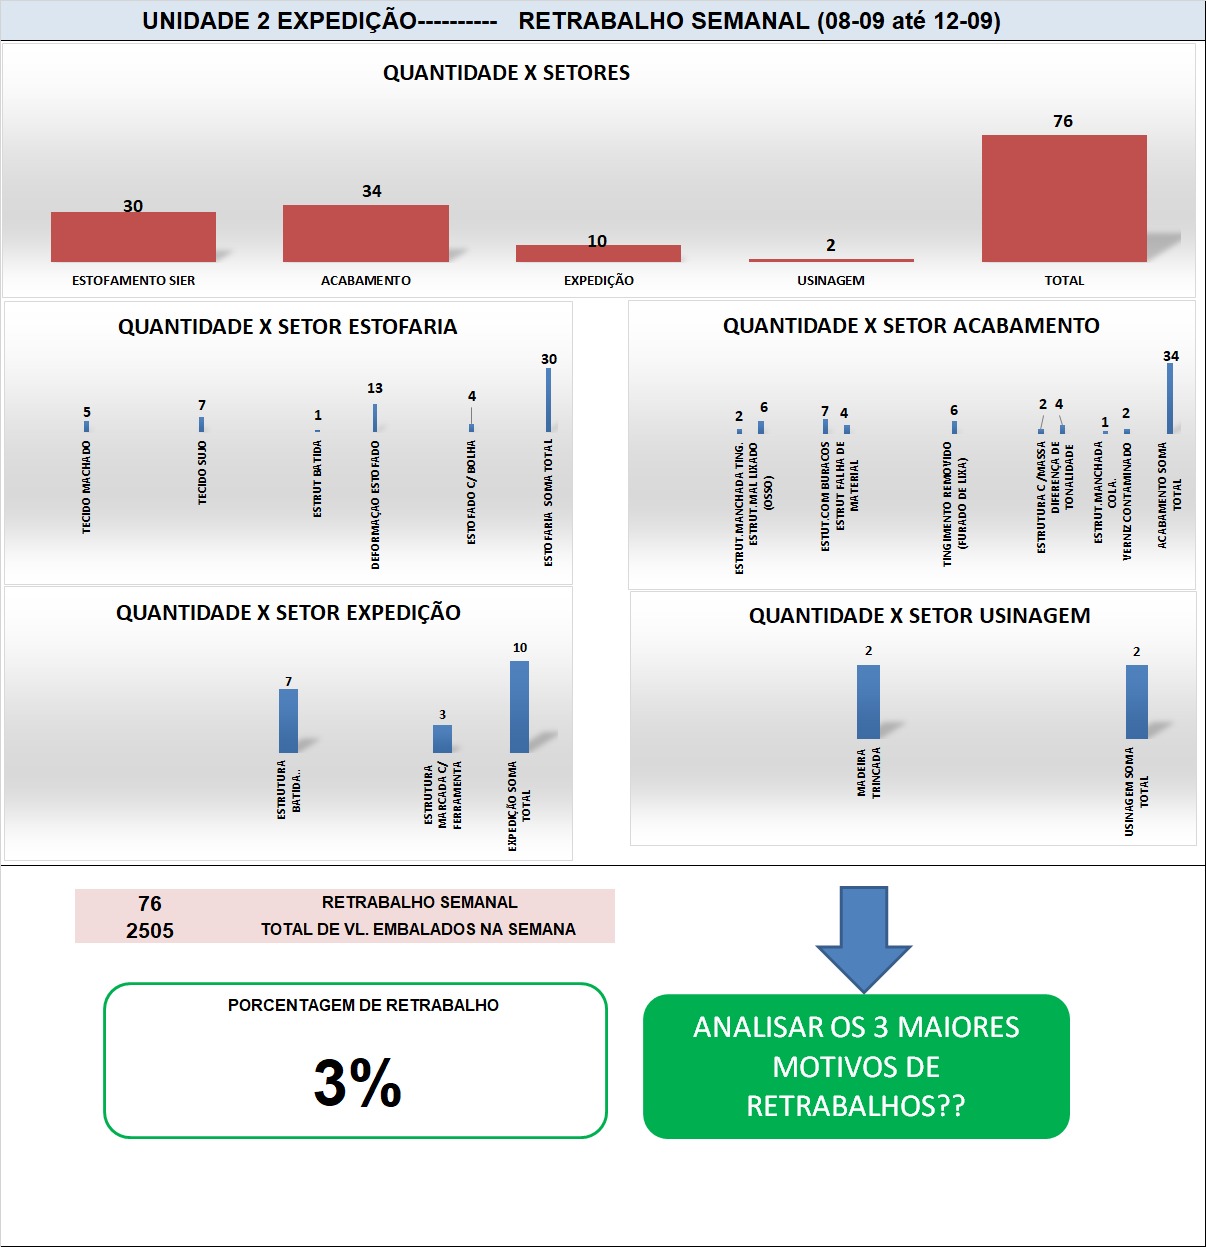 UNIDADE 2 EXPEDIÇÃO---------- RETRABALHO SEMANAL (08-09 até 12-09)
QUANTIDADE X SETORES
30
34
10
2
76
ESTOFAMENTO SIER
ACABAMENTO
EXPEDIÇÃO
USINAGEM
TOTAL
QUANTIDADE X SETOR ESTOFARIA
5
7
1
13
4
30
TECIDO MACHADO
TECIDO SUJO
ESTRUT BATIDA
DEFORMAÇAO ESTOFADO
ESTOFADO C/ BOLHA
ESTOFARIA SOMA TOTAL
QUANTIDADE X SETOR ACABAMENTO
2
6
7
4
6
2
4
1
2
34
ESTRUT.MANCHADA TING.
ESTRUT.MAL LIXADO
(OSSO)
ESTUT.COM BURACOS
ESTRUT FALHA DE
MATERIAL
TINGIMENTO REMOVIDO
(FURADO DE LIXA)
ESTRUTURA C /MASSA
DIFERENÇA DE
TONALIDADE
ESTRUT.MANCHADA
COLA.
VERNIZ CONTAMINADO
ACABAMENTO SOMA
TOTAL
QUANTIDADE X SETOR EXPEDIÇÃO
7
3
10
ESTRUTURA
BATIDA..
ESTRUTURA
MARCADA C/
FERRAMENTA
EXPEDIÇÃO SOMA
TOTAL
QUANTIDADE X SETOR USINAGEM
2
2
MADEIRA
TRINCADA
USINAGEM SOMA
TOTAL
76 RETRABALHO SEMANAL
2505 TOTAL DE VL. EMBALADOS NA SEMANA
PORCENTAGEM DE RETRABALHO
3%
ANALISAR OS 3 MAIORES
MOTIVOS DE
RETRABALHOS??